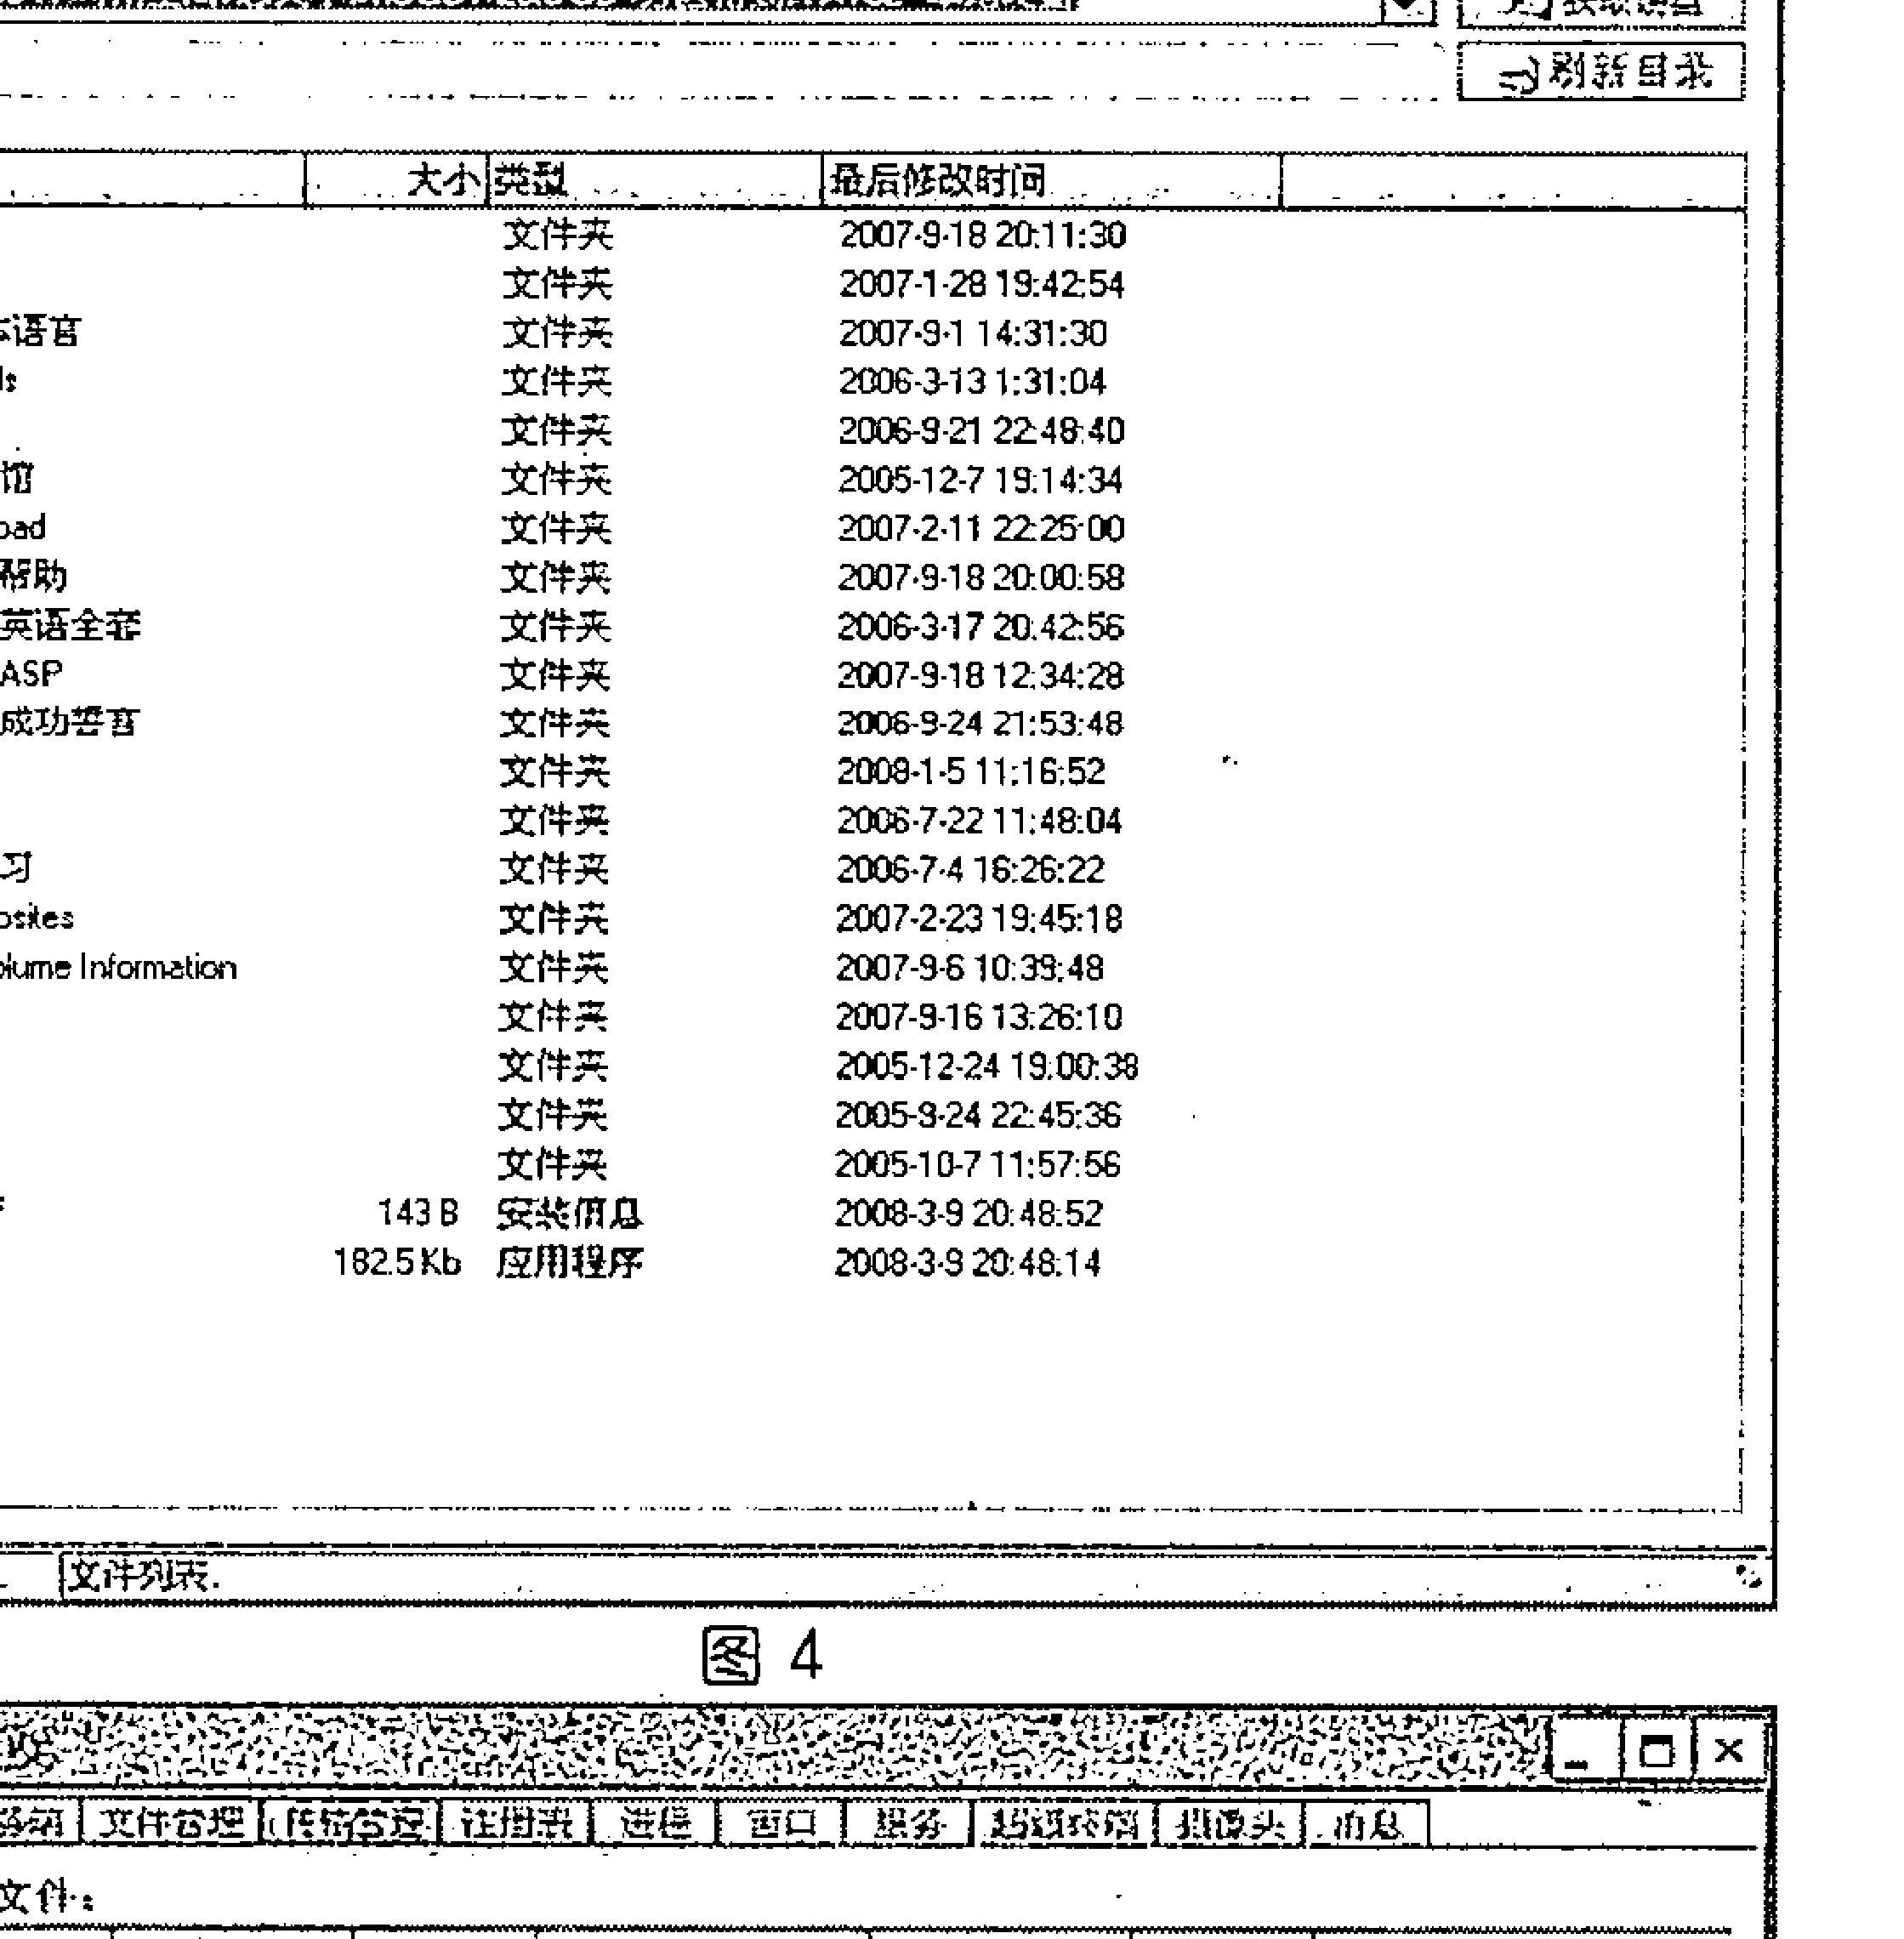 刷新目录
大小 类型 最后修改时间
文件夹 2007-9-18 20:11:30
文件夹 2007-1-28 19:42:54
语言 文件夹 2007-9-1 14:31:30
文件夹 2006-3-13 1:31:04
文件夹 2006-9-21 22:48:40
馆 文件夹 2005-12-7 19:14:34
oad 文件夹 2007-2-11 22:25:00
帮助 文件夹 2007-9-18 20:00:58
英语全套 文件夹 2006-3-17 20:42:56
ASP 文件夹 2007-9-18 12:34:28
成功誓言 文件夹 2006-9-24 21:53:48
文件夹 2008-1-5 11:16:52
文件夹 2006-7-22 11:48:04
习 文件夹 2006-7-4 16:26:22
osites 文件夹 2007-2-23 19:45:18
olume Information 文件夹 2007-9-6 10:39:48
文件夹 2007-9-16 13:26:10
文件夹 2005-12-24 19:00:38
文件夹 2005-9-24 22:45:36
文件夹 2005-10-7 11:57:56
143 B 安装信息 2008-3-9 20:48:52
182.5 Kb 应用程序 2008-3-9 20:48:14
文件列表.
图 4
文件管理 注册表 进程 窗口 服务 超级终端 摄像头 消息
文件: